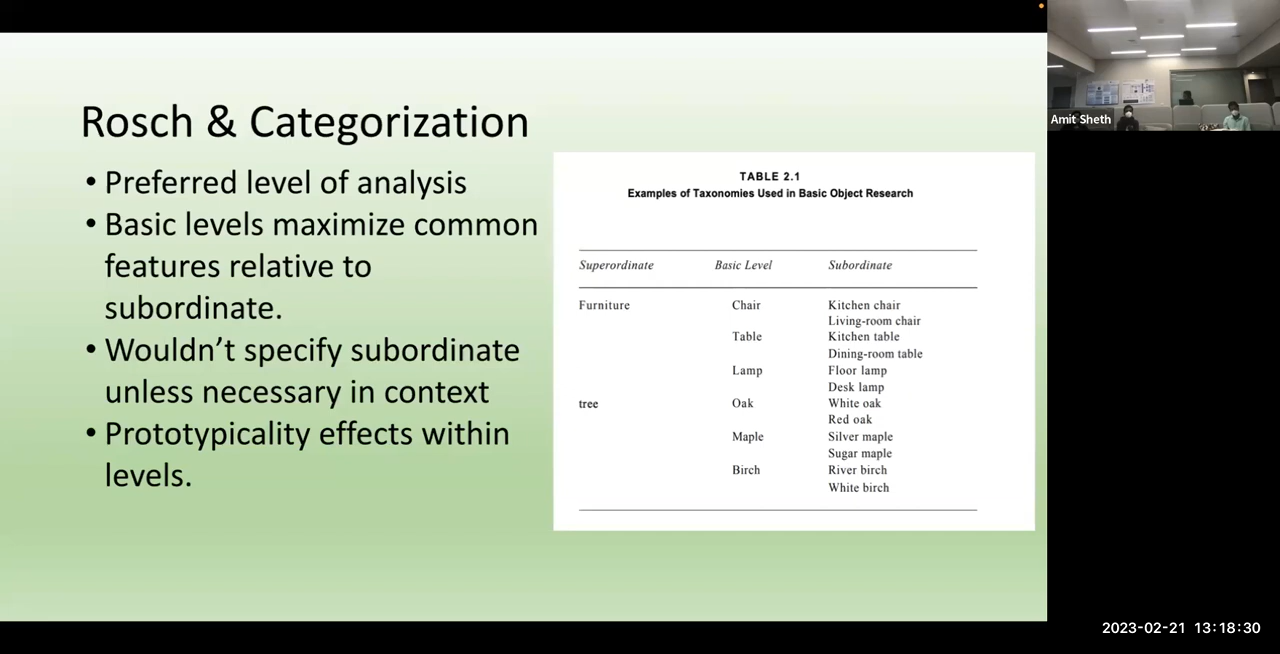 Rosch & Categorization
• Preferred level of analysis
• Basic levels maximize common
features relative to
subordinate.
• Wouldn't specify subordinate
unless necessary in context
• Prototypicality effects within
levels.
TABLE 2.1
Examples of Taxonomies Used in Basic Object Research
Superordinate Basic Level Subordinate
Furniture Chair Kitchen chair
Living-room chair
Table Kitchen table
Dining-room table
Lamp Floor lamp
Desk lamp
tree Oak White oak
Red oak
Maple Silver maple
Sugar maple
Birch River birch
White birch
Amit Sheth
2023-02-21 13:18:30